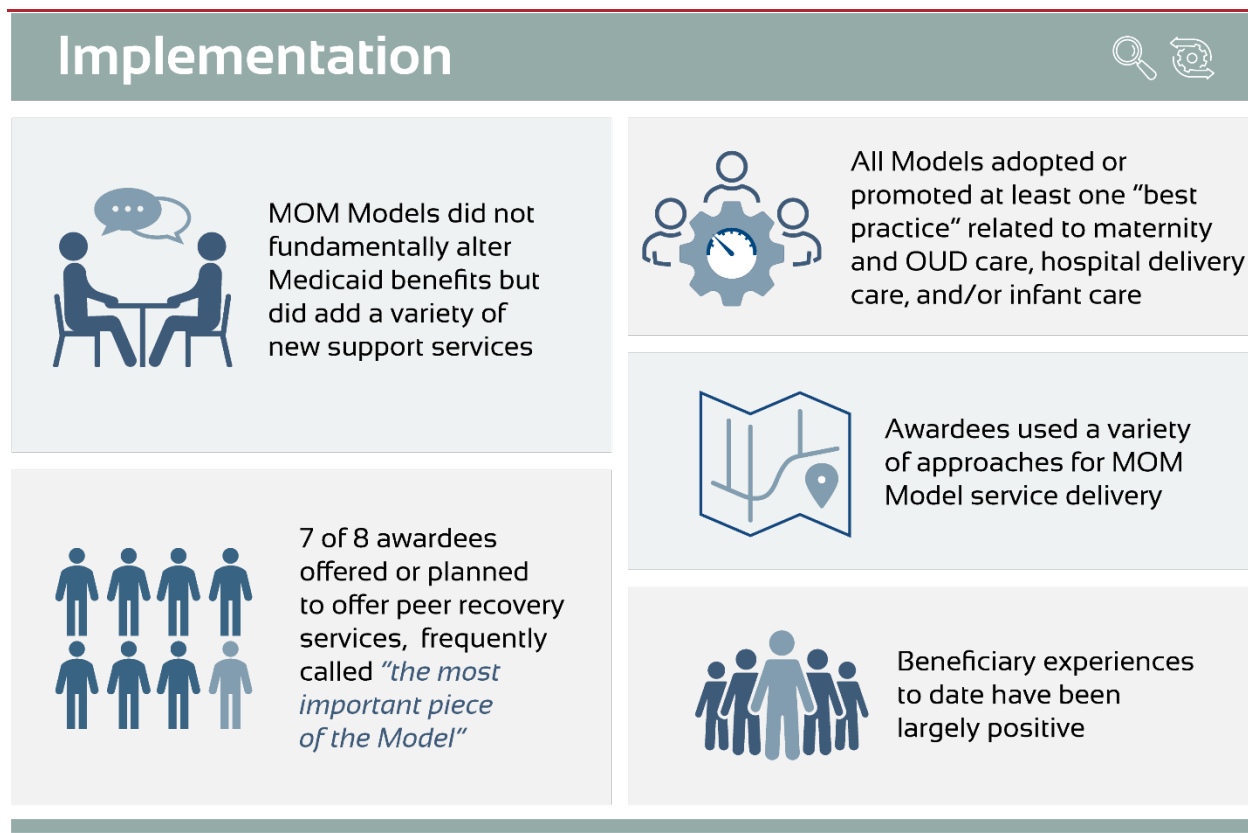 Implementation
MOM Models did not
fundamentally alter
Medicaid benefits but
did add a variety of
new support services
7 of 8 awardees
offered or planned
to offer peer recovery
services,  frequently
called “the most
important piece
of the Model”
All Models adopted or
promoted at least one “best
practice“ related to maternity
and OUD care, hospital delivery
care, and/or infant care
Awardees used a variety
of approaches for MOM
Model service delivery
Beneficiary experiences
to date have been
largely positive